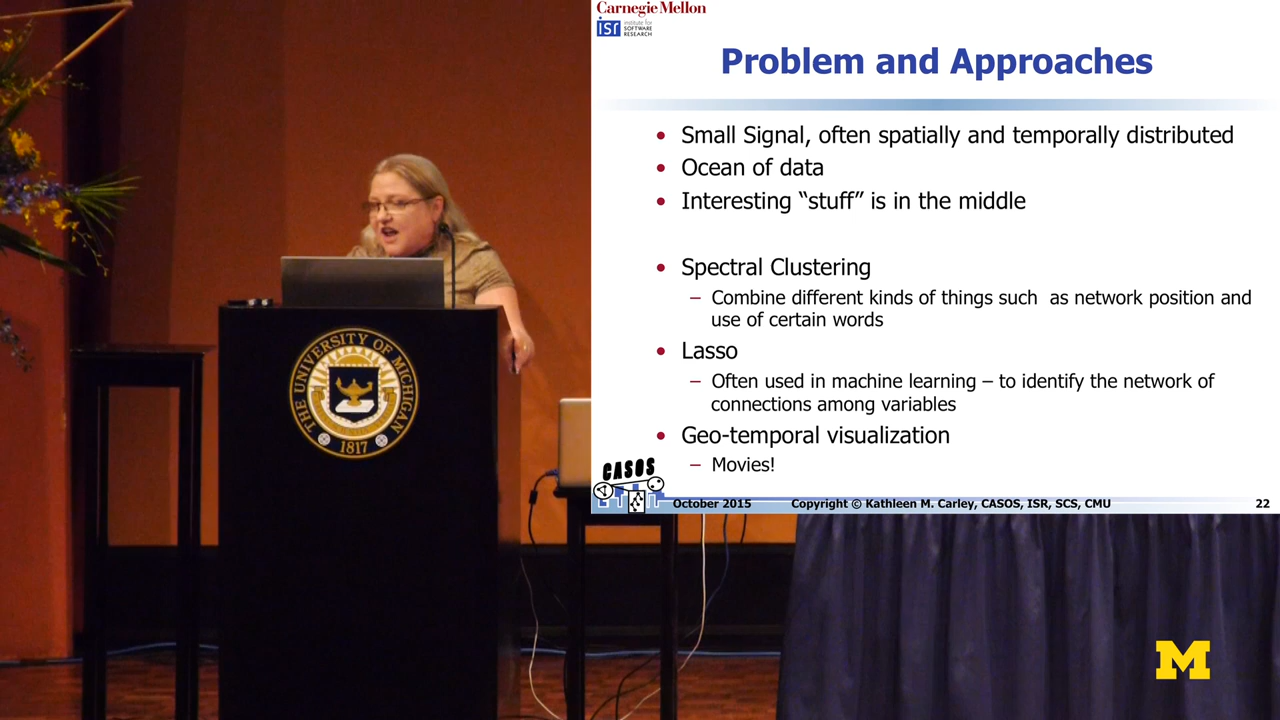 Carnegie Mellon
isr institute for
SOFTWARE
RESEARCH
Problem and Approaches
• Small Signal, often spatially and temporally distributed
• Ocean of data
• Interesting “stuff” is in the middle
• Spectral Clustering
– Combine different kinds of things such  as network position and
use of certain words
• Lasso
– Often used in machine learning – to identify the network of
connections among variables
• Geo-temporal visualization
– Movies!
CASOS
October 2015 Copyright © Kathleen M. Carley, CASOS, ISR, SCS, CMU 22
THE UNIVERSITY OF MICHIGAN
1817
M